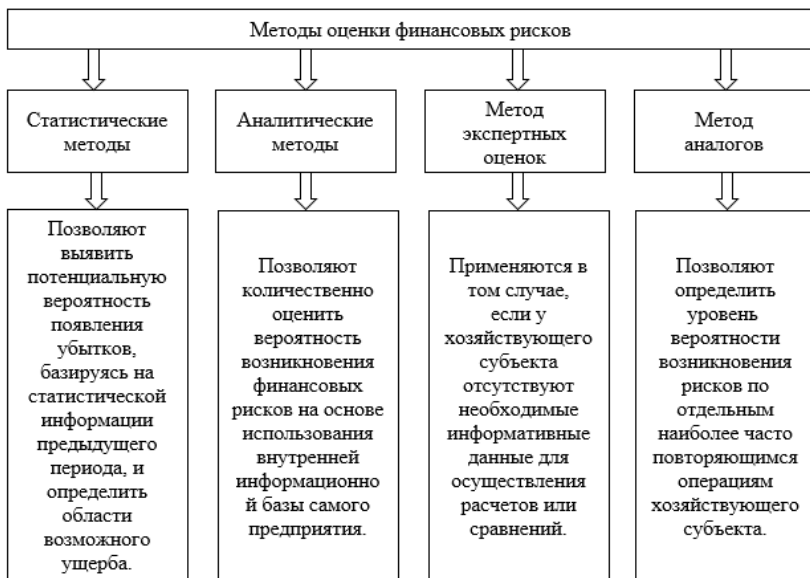 Методы оценки финансовых рисков
Статистические
методы
Аналитические
методы
Метод
экспертных
оценок
Метод
аналогов
Позволяют
выявить
потенциальную
вероятность
появления
убытков,
базируясь на
статистической
информации
предыдущего
периода, и
определить
области
возможного
ущерба.
Позволяют
количественно
оценить
вероятность
возникновения
финансовых
рисков на основе
использования
внутренней
информационно
й базы самого
предприятия.
Применяются в
том случае,
если у
хозяйствующего
субъекта
отсутствуют
необходимые
информативные
данные для
осуществления
расчетов или
сравнений.
Позволяют
определить
уровень
вероятности
возникновения
рисков по
отдельным
наиболее часто
повторяющимся
операциям
хозяйствующего
субъекта.